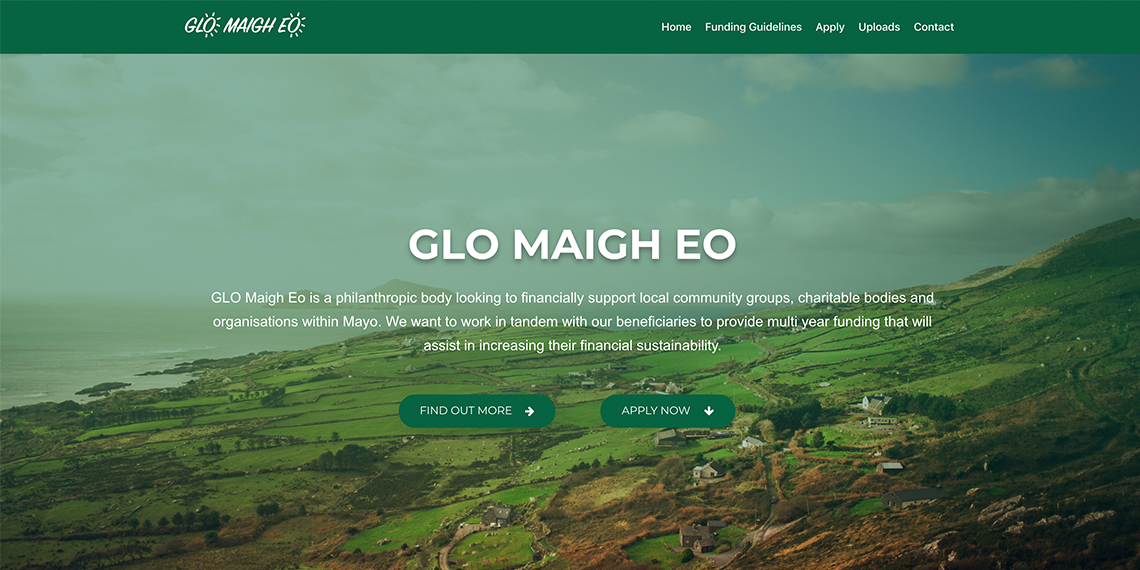 GLO MAIGH EO
Home Funding Guidelines Apply Uploads Contact
GLO MAIGH EO
GLO Maigh Eo is a philanthropic body looking to financially support local community groups, charitable bodies and
organisations within Mayo. We want to work in tandem with our beneficiaries to provide multi year funding that will
assist in increasing their financial sustainability.
FIND OUT MORE
APPLY NOW